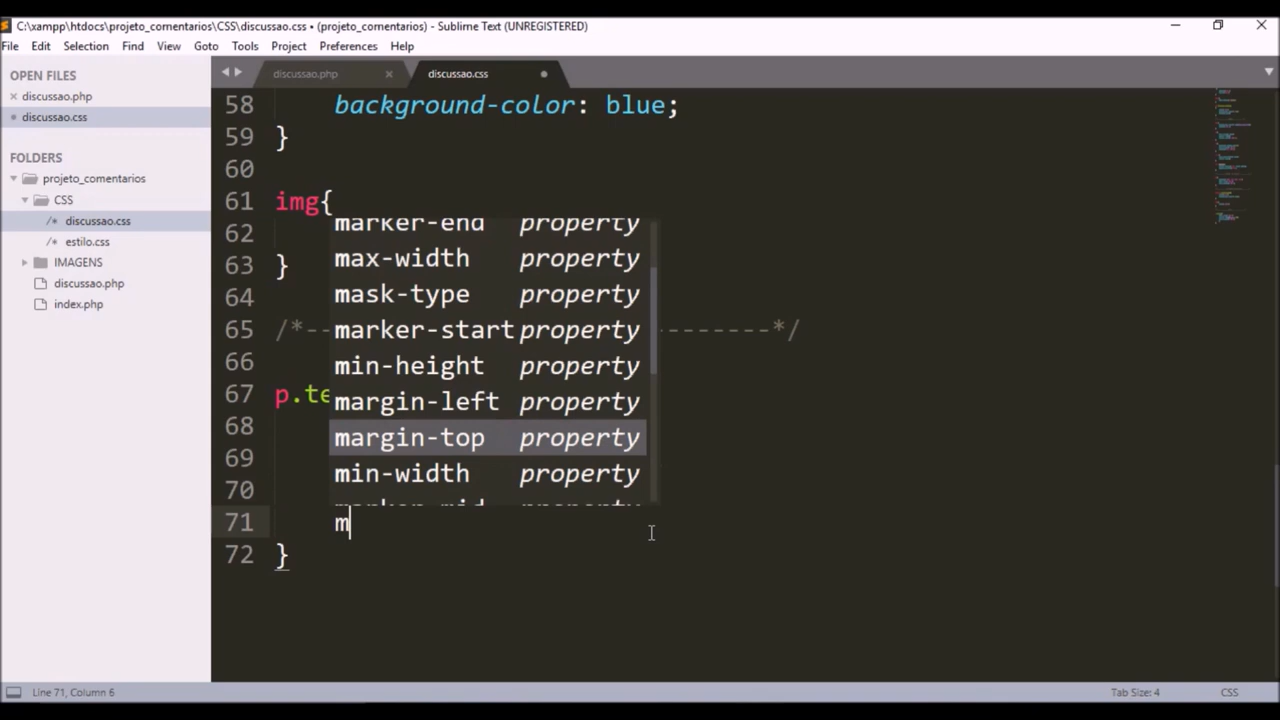 C:\xampp\htdocs\projeto_comentarios\CSS\discussao.css • (projeto_comentarios) - Sublime Text (UNREGISTERED)
File Edit Selection Find View Goto Tools Project Preferences Help
OPEN FILES
discussao.php
discussao.css
FOLDERS
projeto_comentarios
CSS
/* discussao.css
/* estilo.css
IMAGENS
discussao.php
index.php
discussao.php
discussao.css
58 background-color: blue;
59 }
60
61 img{
62
63 }
64
65 /*-- -------*/
66
67 p.te
68
69
70
71 m
72 }
marker-end property
max-width property
mask-type property
marker-start property
min-height property
margin-left property
margin-top property
min-width property
Line 71, Column 6
Tab Size: 4
CSS